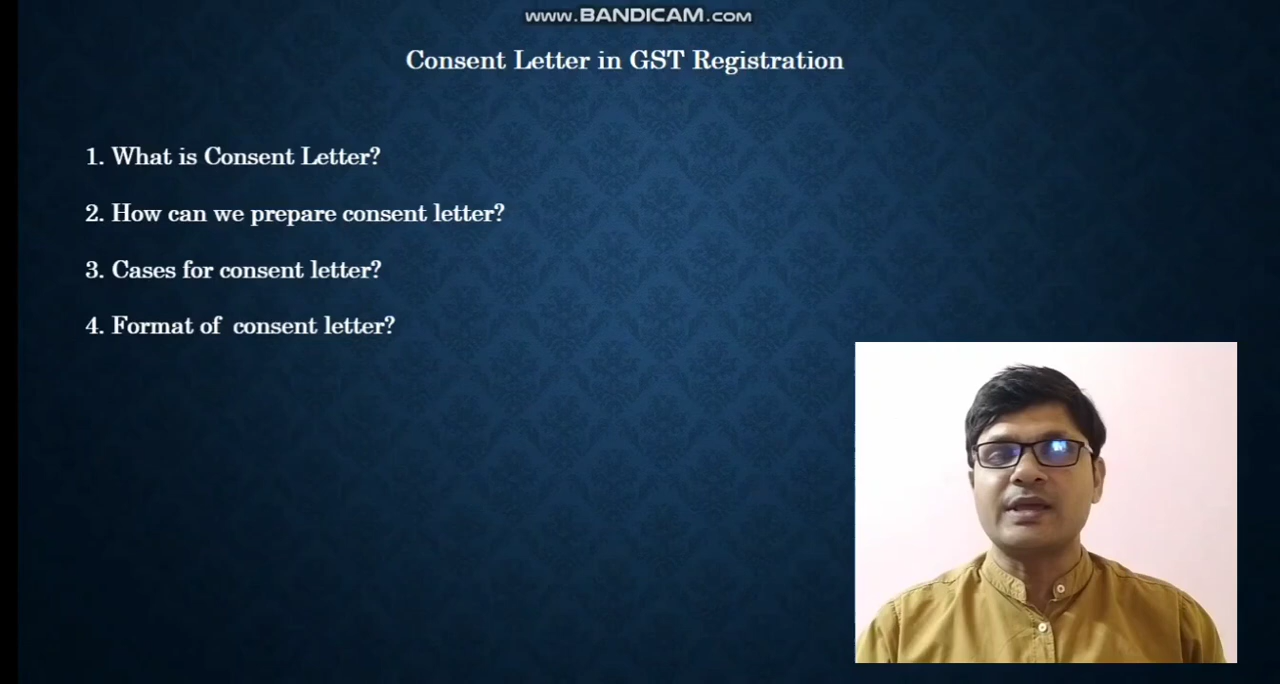 www.BANDICAM.com
Consent Letter in GST Registration
1. What is Consent Letter?
2. How can we prepare consent letter?
3. Cases for consent letter?
4. Format of consent letter?